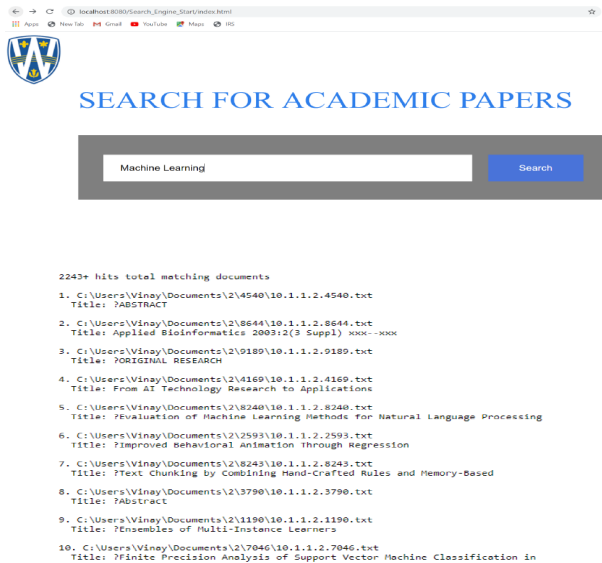 localhost:8080/Search_Engine_Start/index.html
Apps New Tab Gmail YouTube Maps IRS
SEARCH FOR ACADEMIC PAPERS
Machine Learning Search
2243+ hits total matching documents
1. C:\Users\Vinay\Documents\2\4540\10.1.1.2.4540.txt
Title: ?ABSTRACT
2. C:\Users\Vinay\Documents\2\8644\10.1.1.2.8644.txt
Title: Applied Bioinformatics 2003:2(3 Suppl) xxx--xxx
3. C:\Users\Vinay\Documents\2\9189\10.1.1.2.9189.txt
Title: ?ORIGINAL RESEARCH
4. C:\Users\Vinay\Documents\2\4169\10.1.1.2.4169.txt
Title: From AI Technology Research to Applications
5. C:\Users\Vinay\Documents\2\8240\10.1.1.2.8240.txt
Title: ?Evaluation of Machine Learning Methods for Natural Language Processing
6. C:\Users\Vinay\Documents\2\2593\10.1.1.2.2593.txt
Title: ?Improved Behavioral Animation Through Regression
7. C:\Users\Vinay\Documents\2\8243\10.1.1.2.8243.txt
Title: ?Text Chunking by Combining Hand-Crafted Rules and Memory-Based
8. C:\Users\Vinay\Documents\2\3790\10.1.1.2.3790.txt
Title: ?Abstract
9. C:\Users\Vinay\Documents\2\1190\10.1.1.2.1190.txt
Title: ?Ensembles of Multi-Instance Learners
10. C:\Users\Vinay\Documents\2\7046\10.1.1.2.7046.txt
Title: ?Finite Precision Analysis of Support Vector Machine Classification in